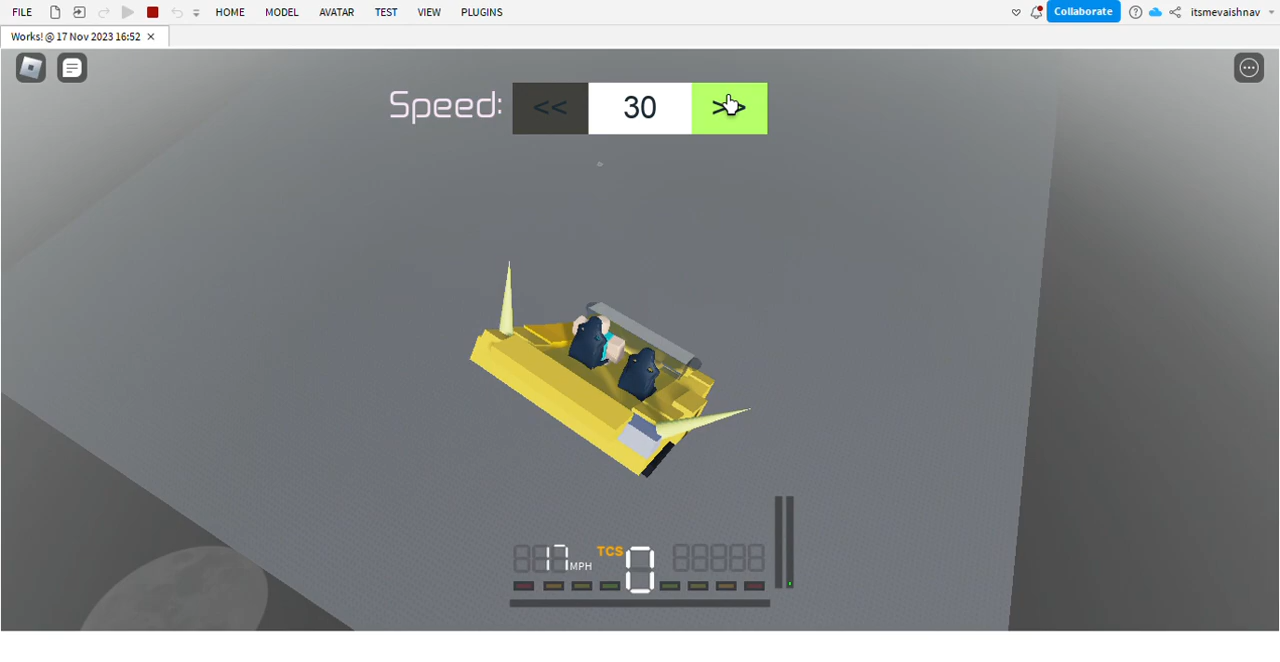 FILE HOME MODEL AVATAR TEST VIEW PLUGINS Collaborate itsmevaishnav
Works! @ 17 Nov 2023 16:52
Speed: << 30 >>
17 MPH TCS 0